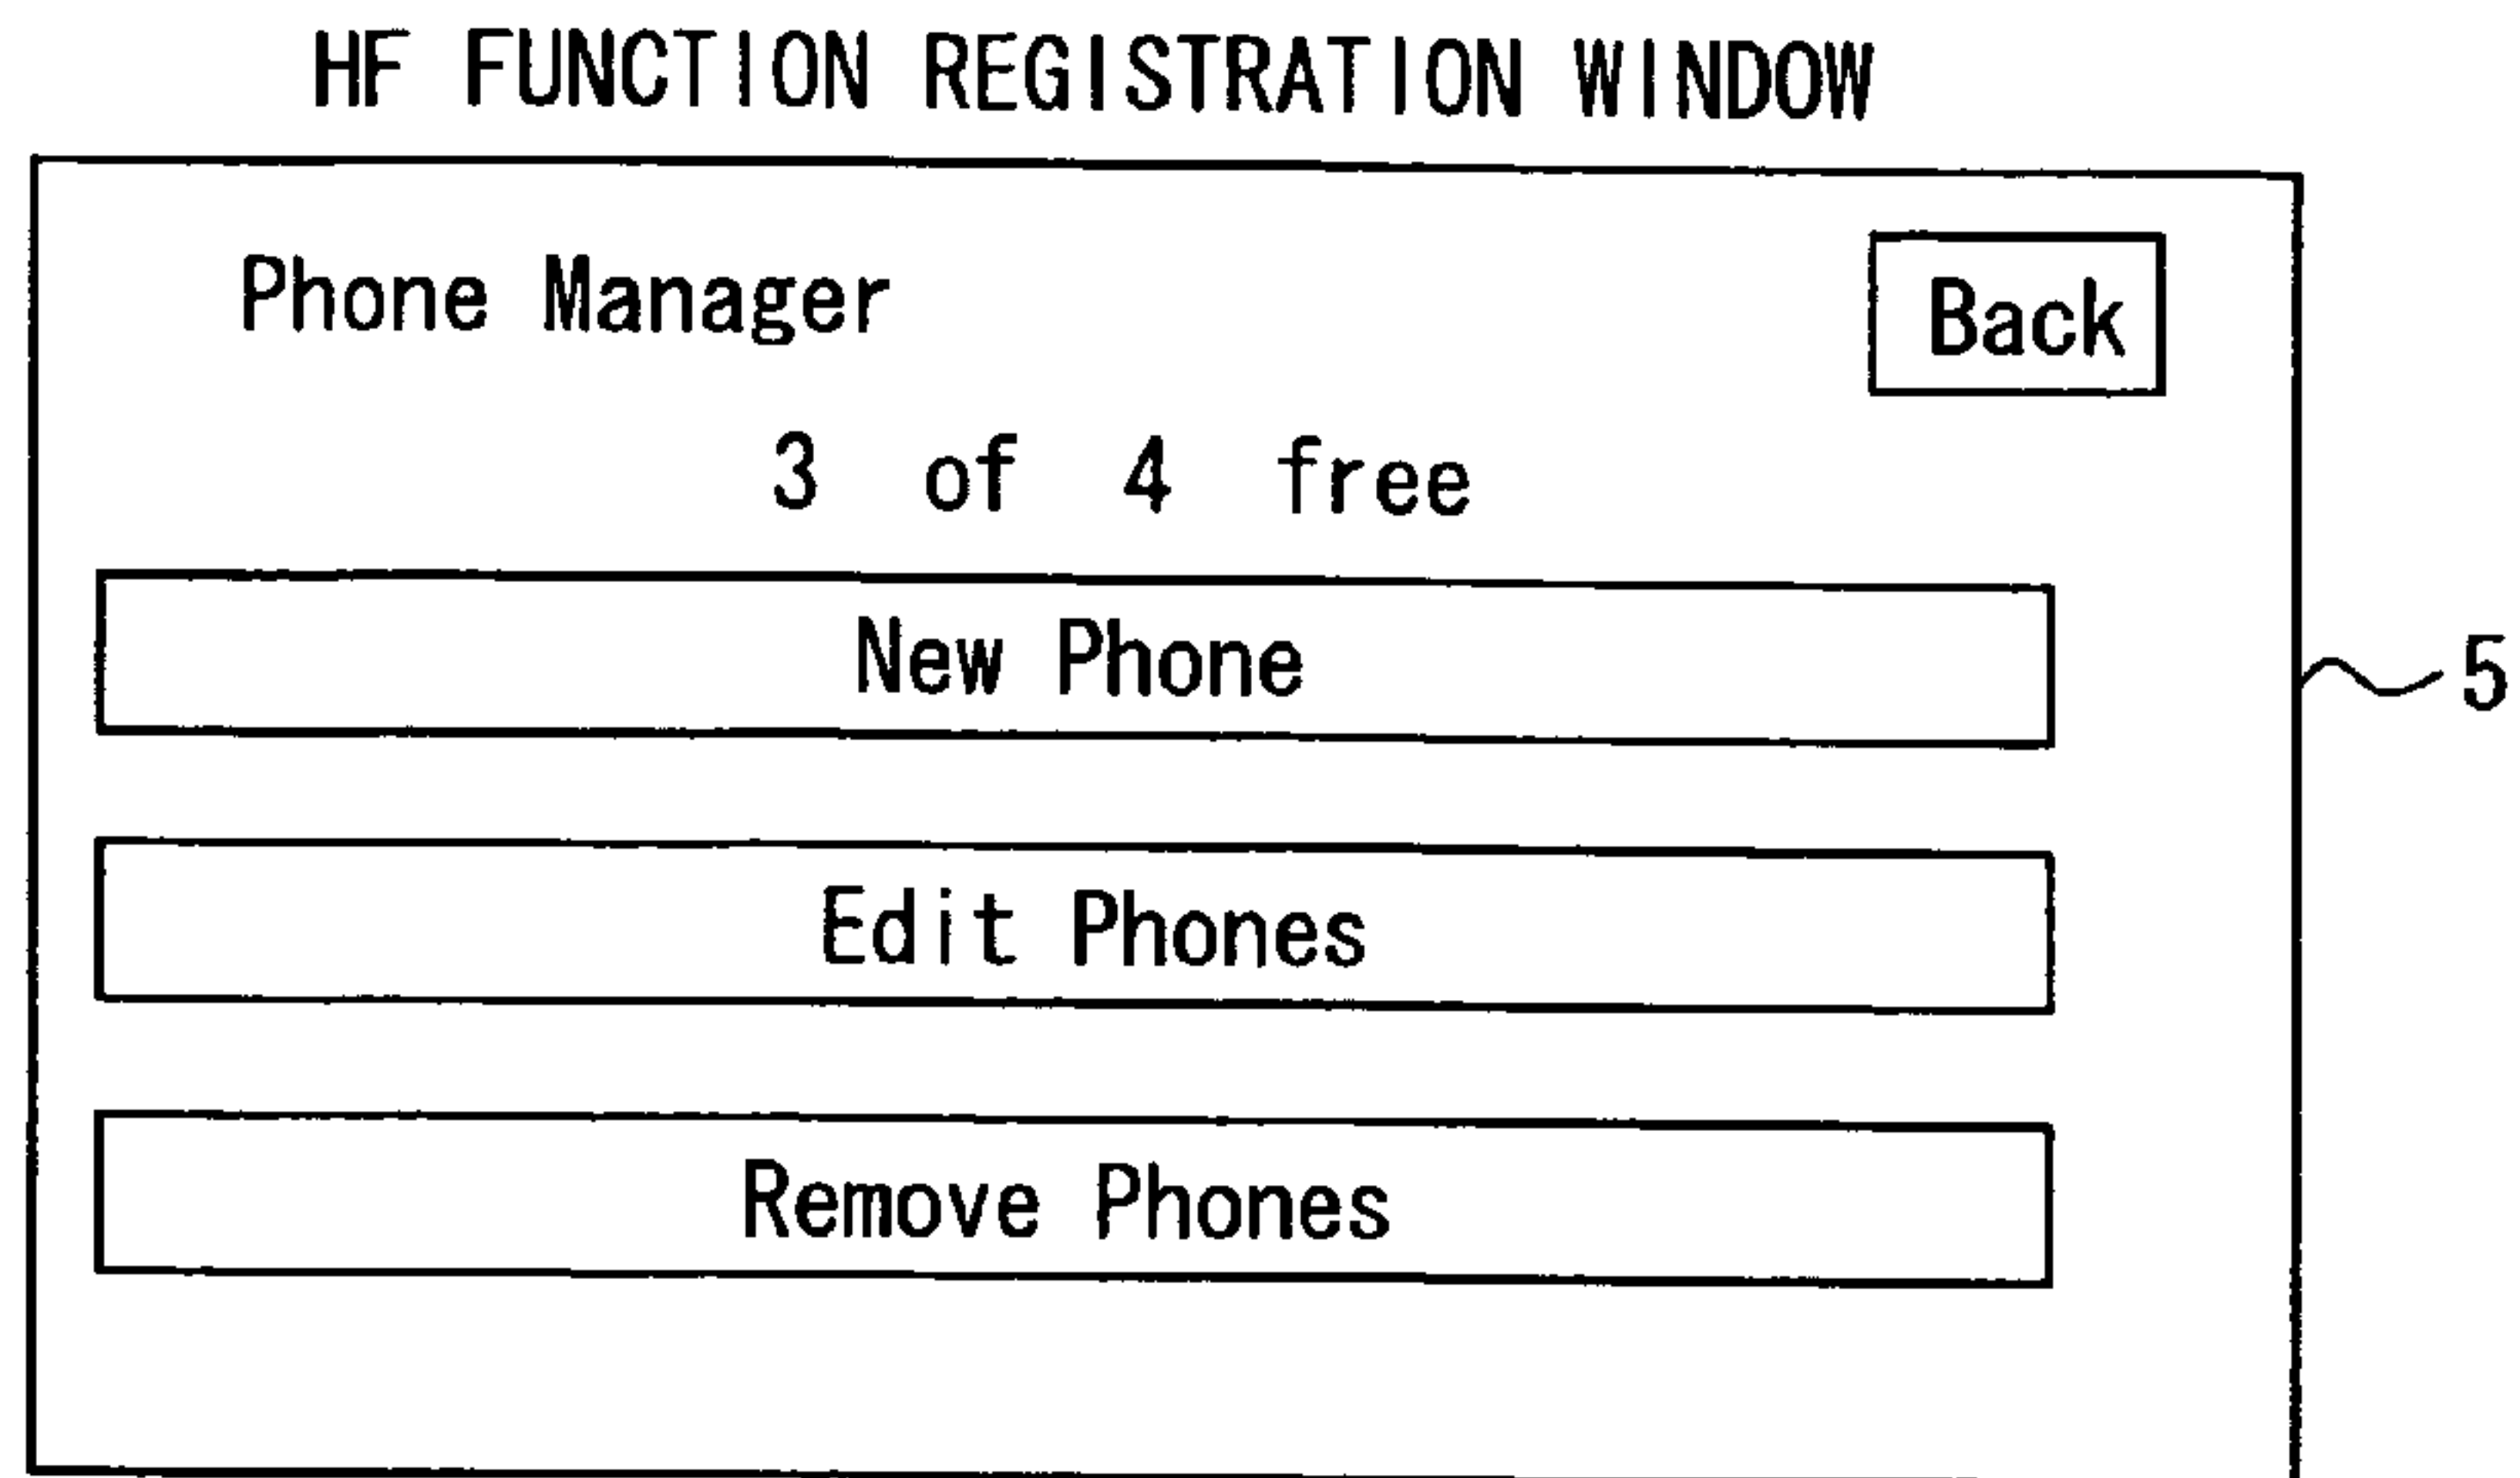 HF FUNCTION REGISTRATION WINDOW
Phone Manager
Back
3 of 4 free
New Phone
5
Edit Phones
Remove Phones